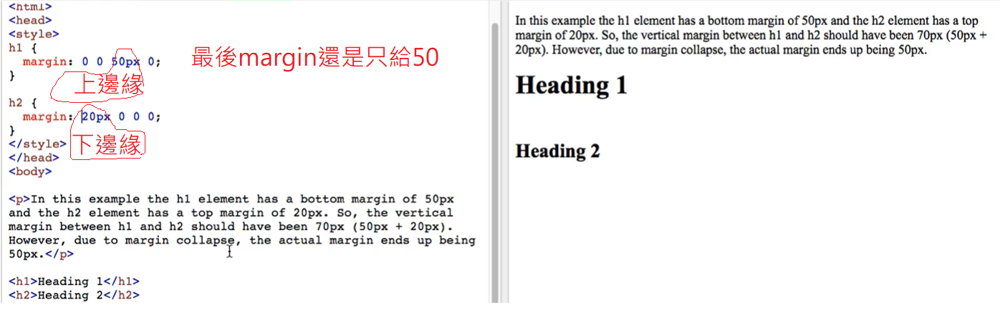 <html>
<head>
<style>
h1 {
margin: 0 0 50px 0;
最後margin還是只給50
}
上邊緣
h2 {
margin: 20px 0 0 0;
}
下邊緣
</style>
</head>
<body>
<p>In this example the h1 element has a bottom margin of 50px
and the h2 element has a top margin of 20px. So, the vertical
margin between h1 and h2 should have been 70px (50px + 20px).
However, due to margin collapse, the actual margin ends up being
50px.</p>
<h1>Heading 1</h1>
<h2>Heading 2</h2>
In this example the h1 element has a bottom margin of 50px and the h2 element has a top
margin of 20px. So, the vertical margin between h1 and h2 should have been 70px (50px +
20px). However, due to margin collapse, the actual margin ends up being 50px.
Heading 1
Heading 2